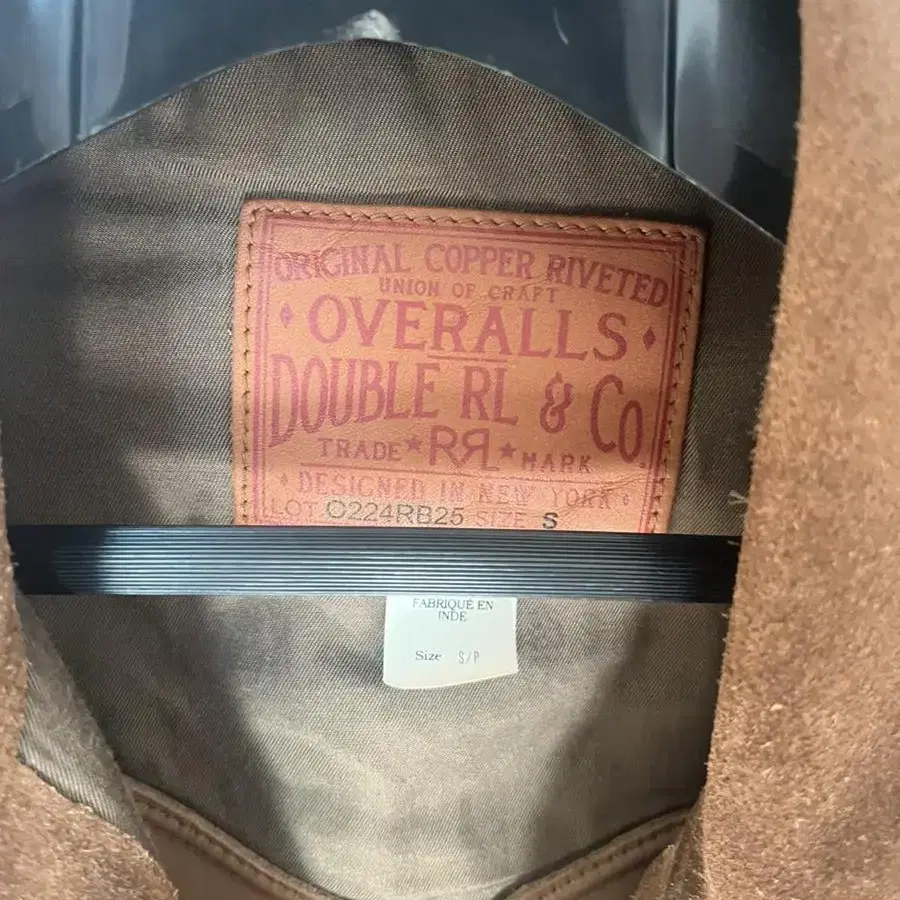 ORIGINAL COPPER RIVETED
UNION OF CRAFT
OVERALLS
DOUBLE RL & Co.
TRADE ★ RRL ★ MARK
DESIGNED IN NEW YORK
LOT O224RB25 SIZE S
FABRIQUÉ EN
INDE
Size S/P